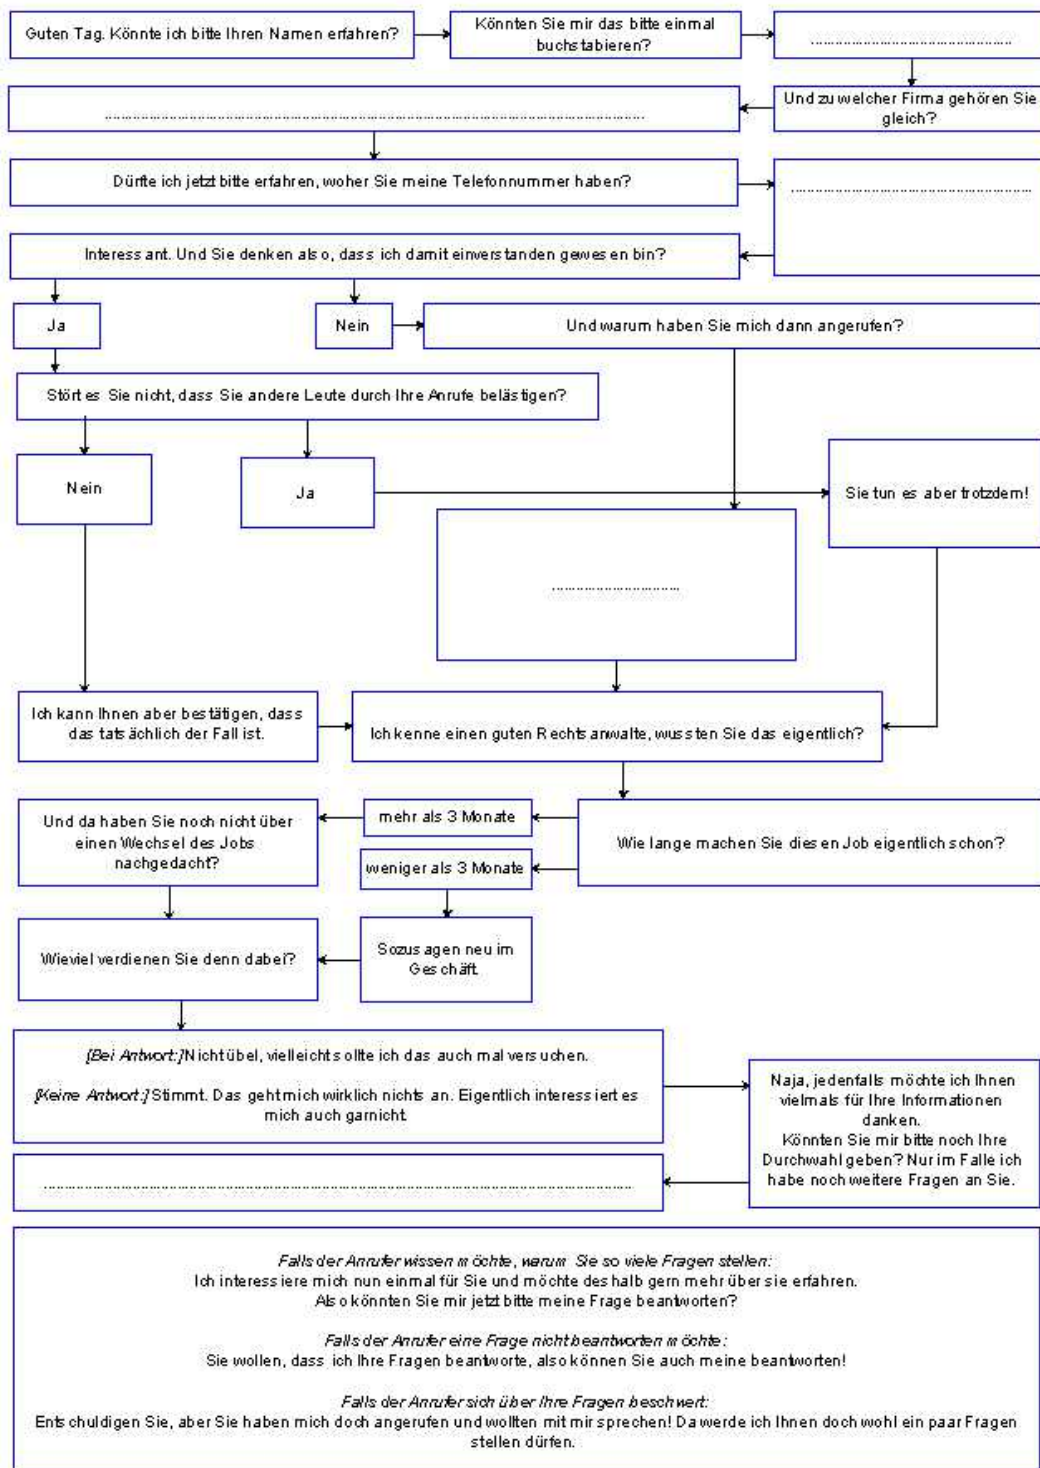 Guten Tag. Könnte ich bitte Ihren Namen erfahren?
Könnten Sie mir das bitte einmal
buchstabieren?
..................................................
Und zu welcher Firma gehören Sie
gleich?
..................................................
Dürfte ich jetzt bitte erfahren, woher Sie meine Telefonnummer haben?
..................................................
Interessant. Und Sie denken also, dass ich damit einverstanden gewesen bin?
Ja
Nein
Und warum haben Sie mich dann angerufen?
Stört es Sie nicht, dass Sie andere Leute durch Ihre Anrufe belästigen?
Nein
Ja
Sie tun es aber trotzdem!
................................
Ich kann Ihnen aber bestätigen, dass
das tatsächlich der Fall ist.
Ich kenne einen guten Rechtsanwalte, wussten Sie das eigentlich?
Und da haben Sie noch nicht über
einen Wechsel des Jobs
nachgedacht?
mehr als 3 Monate
Wie lange machen Sie diesen Job eigentlich schon?
weniger als 3 Monate
Wieviel verdienen Sie denn dabei?
Sozusagen neu im
Geschäft.
[Bei Antwort:] Nicht übel, vielleicht sollte ich das auch mal versuchen.
[Keine Antwort:] Stimmt. Das geht mich wirklich nichts an. Eigentlich interessiert es
mich auch garnicht.
Naja, jedenfalls möchte ich Ihnen
vielmals für Ihre Informationen
danken.
Könnten Sie mir bitte noch Ihre
Durchwahl geben? Nur im Falle ich
habe noch weitere Fragen an Sie.
..................................................
Falls der Anrufer wissen möchte, warum Sie so viele Fragen stellen:
Ich interessiere mich nun einmal für Sie und möchte deshalb gern mehr über sie erfahren.
Also könnten Sie mir jetzt bitte meine Frage beantworten?
Falls der Anrufer eine Frage nicht beantworten möchte:
Sie wollen, dass ich Ihre Fragen beantworte, also können Sie auch meine beantworten!
Falls der Anrufer sich über Ihre Fragen beschwert:
Entschuldigen Sie, aber Sie haben mich doch angerufen und wollten mit mir sprechen! Da werde ich Ihnen doch wohl ein paar Fragen
stellen dürfen.